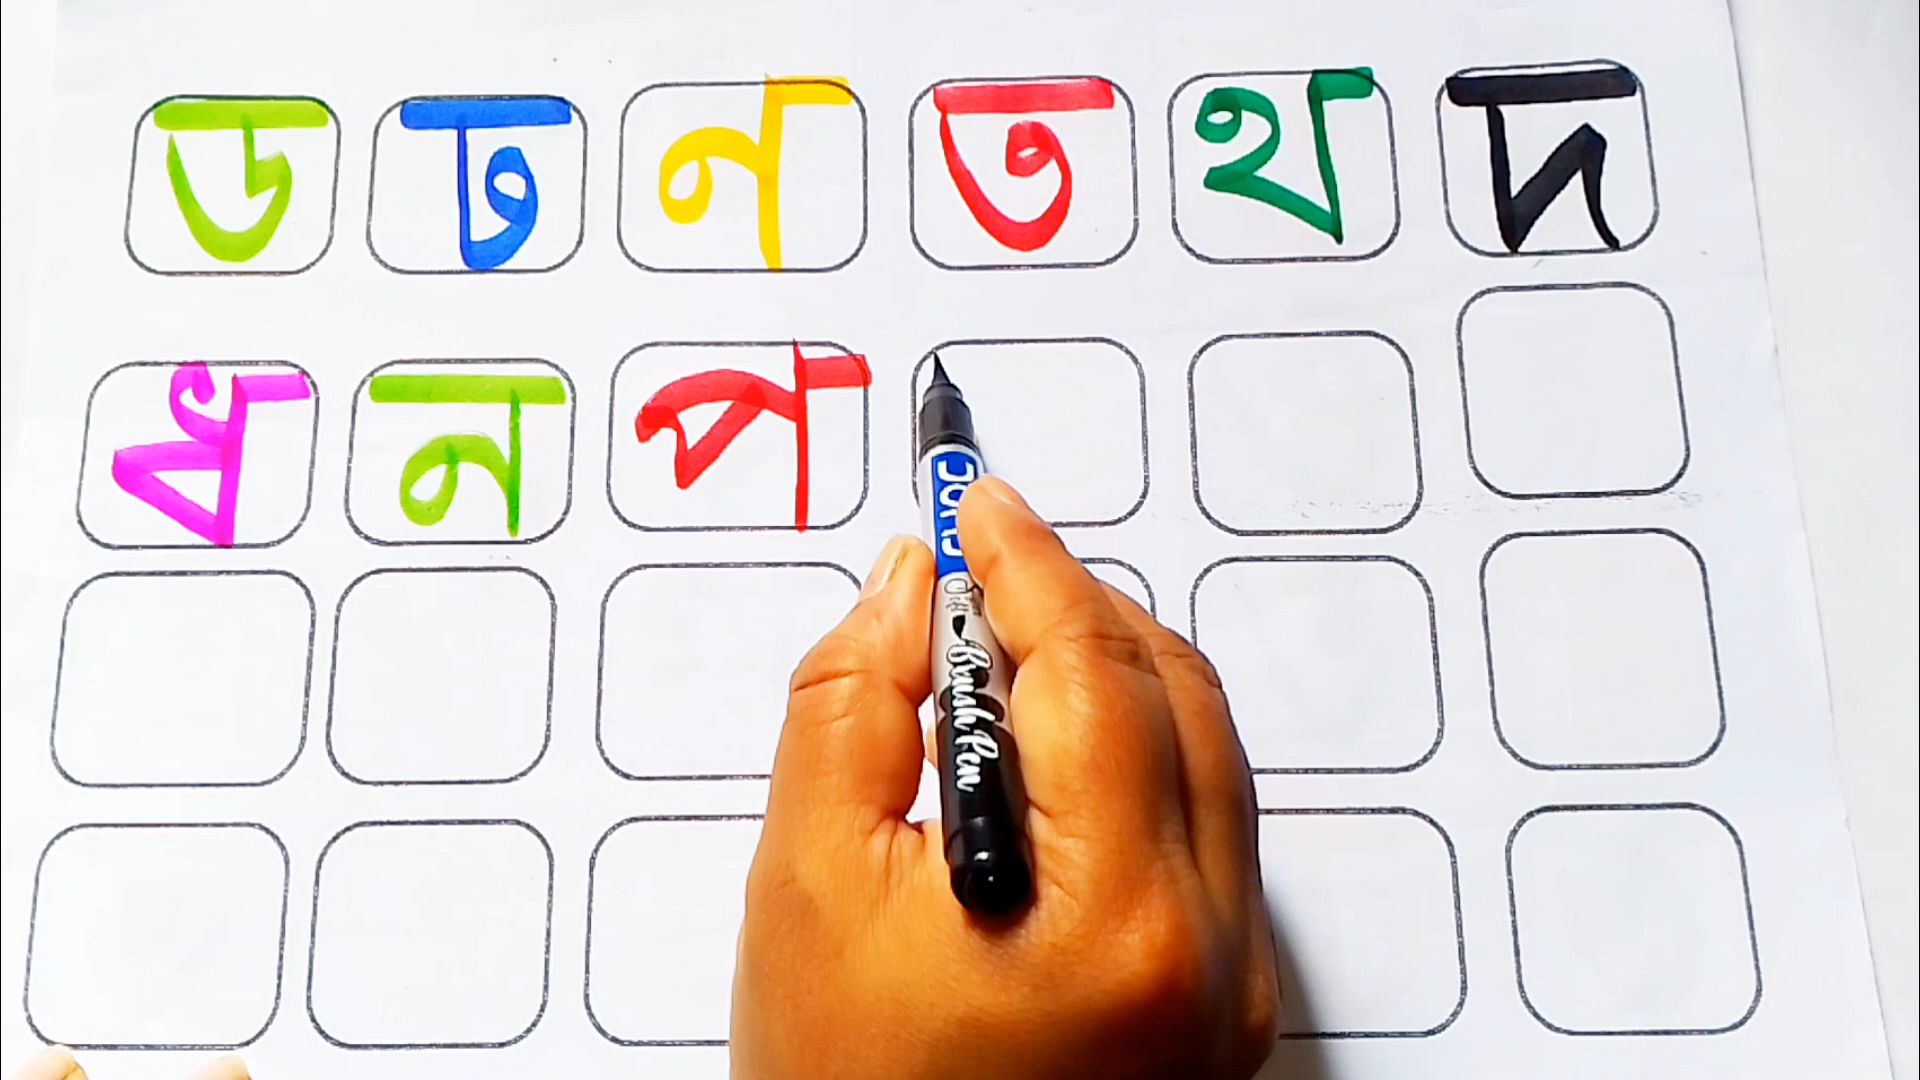 ড ঢ ণ ত থ দ
ধ ন প
Brush Pen